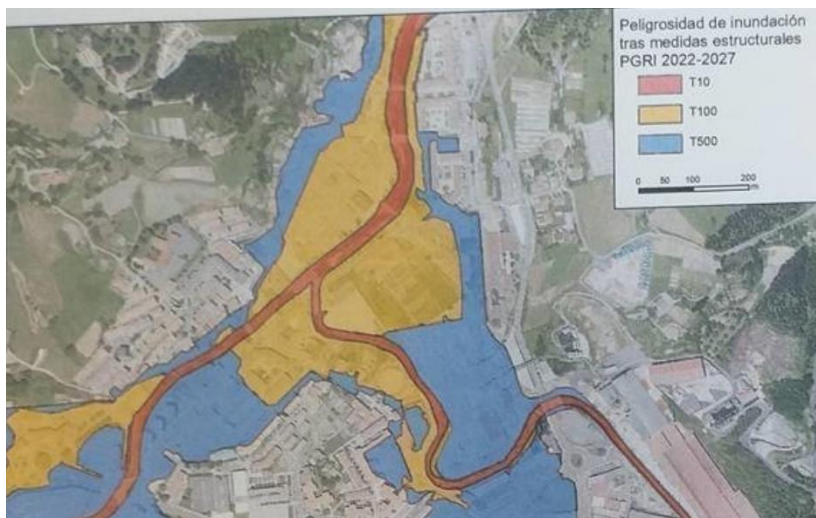 Peligrosidad de inundación
tras medidas estructurales
PGRI 2022-2027
T10
T100
T500
0 50 100 200
m